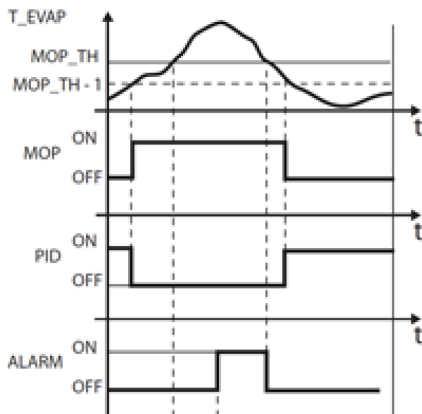 T_EVAP
MOP_TH
MOP_TH - 1
t
ON
MOP
OFF
t
ON
PID
OFF
t
ON
ALARM
OFF